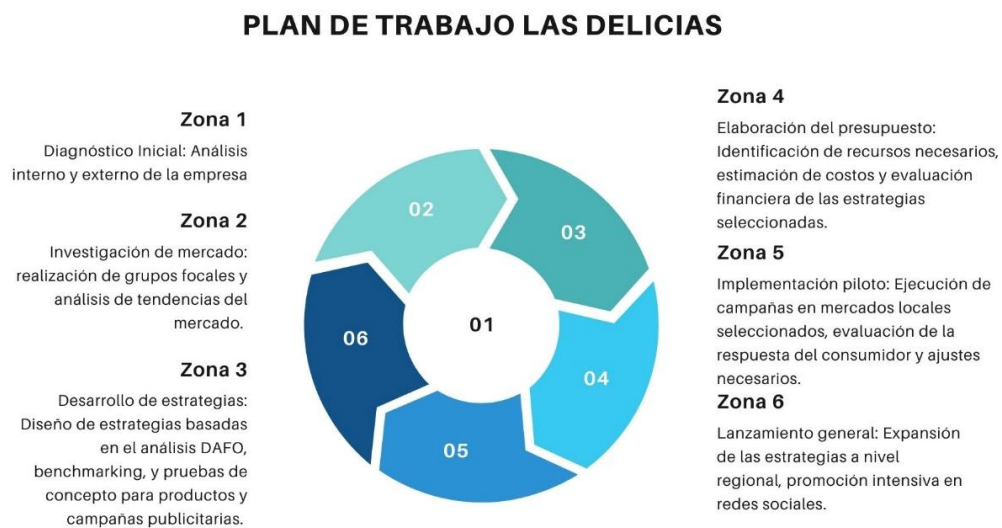 PLAN DE TRABAJO LAS DELICIAS
Zona 1
Diagnóstico Inicial: Análisis
interno y externo de la empresa
Zona 2
Investigación de mercado:
realización de grupos focales y
análisis de tendencias del
mercado.
Zona 3
Desarrollo de estrategias:
Diseño de estrategias basadas
en el análisis DAFO,
benchmarking, y pruebas de
concepto para productos y
campañas publicitarias.
02
03
01
06
04
05
Zona 4
Elaboración del presupuesto:
Identificación de recursos necesarios,
estimación de costos y evaluación
financiera de las estrategias
seleccionadas.
Zona 5
Implementación piloto: Ejecución de
campañas en mercados locales
seleccionados, evaluación de la
respuesta del consumidor y ajustes
necesarios.
Zona 6
Lanzamiento general: Expansión
de las estrategias a nivel
regional, promoción intensiva en
redes sociales.